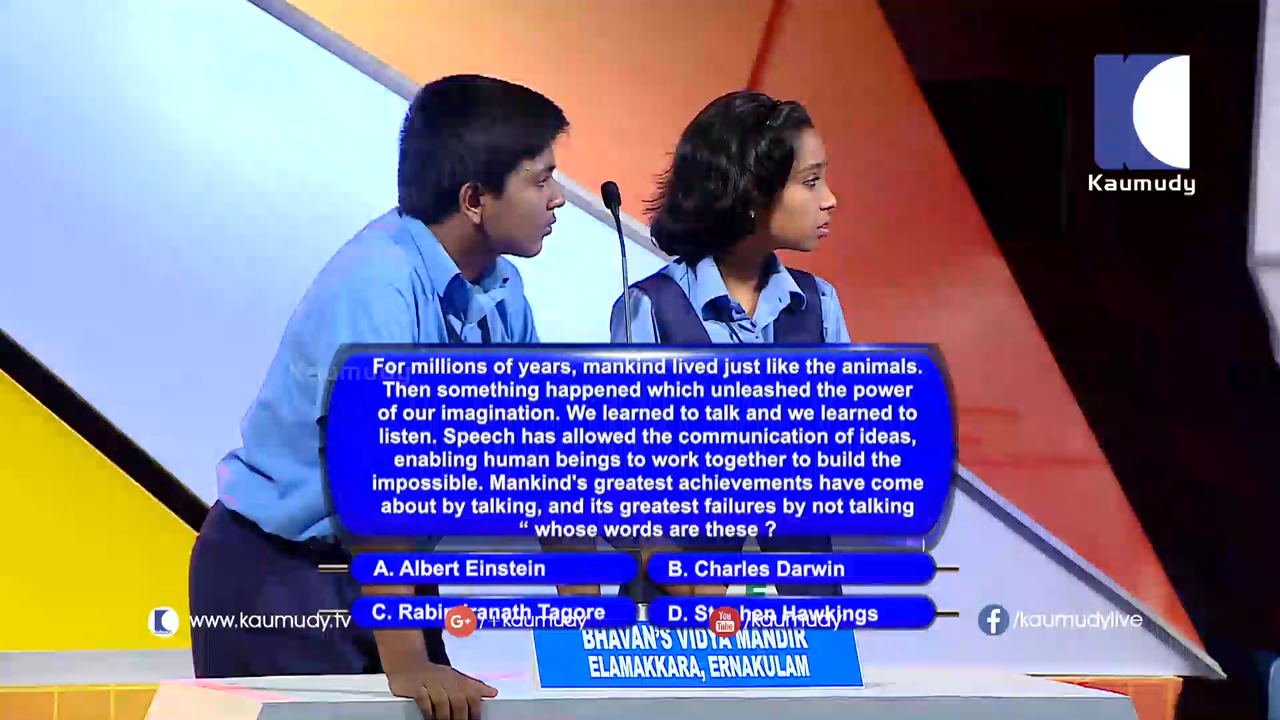 Kaumudy
For millions of years, mankind lived just like the animals.
Then something happened which unleashed the power
of our imagination. We learned to talk and we learned to
listen. Speech has allowed the communication of ideas,
enabling human beings to work together to build the
impossible. Mankind's greatest achievements have come
about by talking, and its greatest failures by not talking
“ whose words are these ?
A. Albert Einstein
B. Charles Darwin
C. Rabindranath Tagore
D. Stephen Hawkings
www.kaumudy.tv
G+ /+kaumudy
You Tube /kaumudy
f /kaumudylive
BHAVAN'S VIDYA MANDIR
ELAMAKKARA, ERNAKULAM